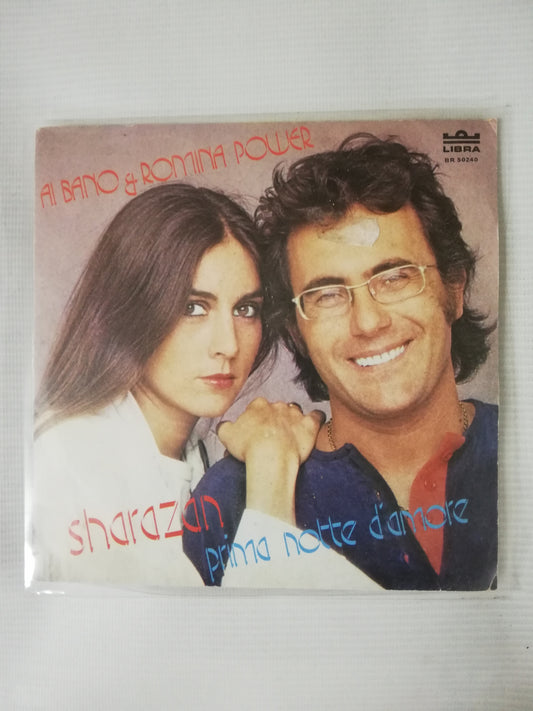 Al BANO & ROMINA POWER
LIBRA
BR 50240
sharazan
prima notte d'amore